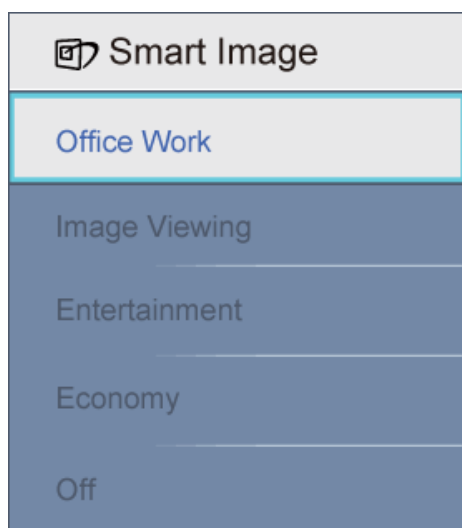 Smart Image
Office Work
Image Viewing
Entertainment
Economy
Off